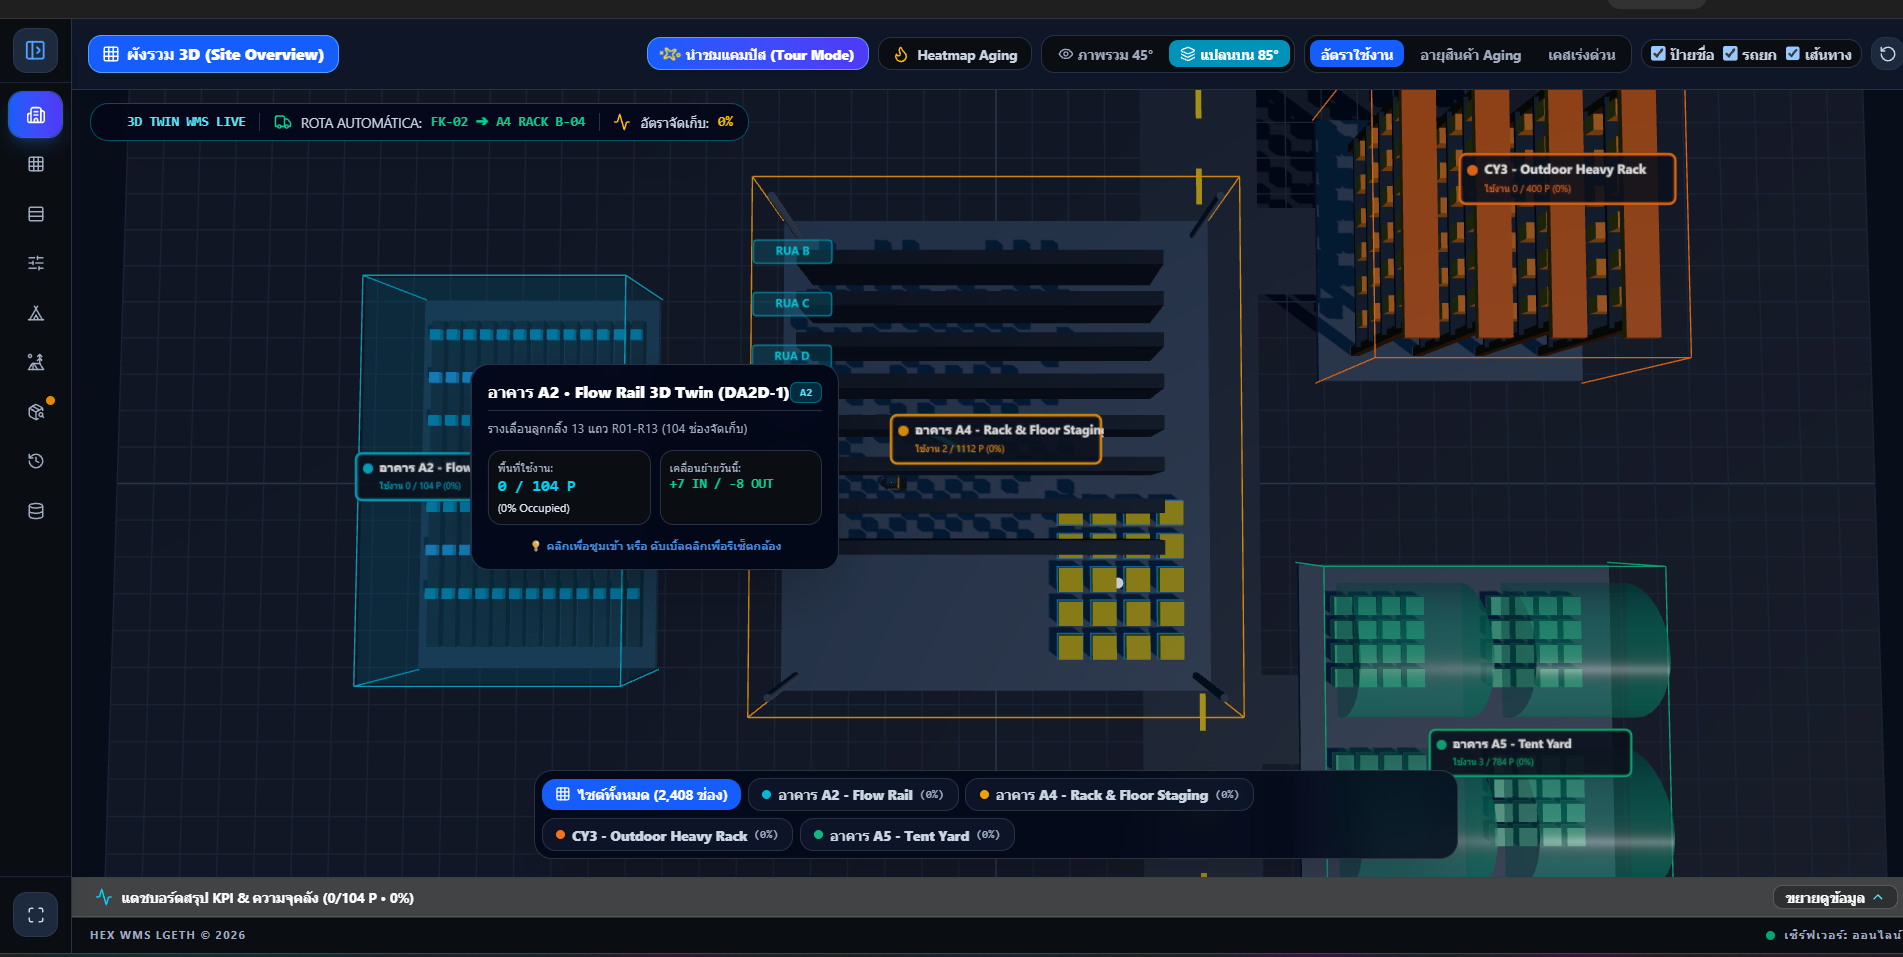 ผังรวม 3D (Site Overview)
นำชมแคมปัส (Tour Mode)
Heatmap Aging
ภาพรวม 45°
แปลนบน 85°
อัตราใช้งาน
อายุสินค้า Aging
เคสเร่งด่วน
ป้ายชื่อ
รถยก
เส้นทาง
3D TWIN WMS LIVE
ROTA AUTOMÁTICA: FK-02 ➔ A4 RACK B-04
อัตราจัดเก็บ: 0%
CY3 - Outdoor Heavy Rack
ใช้งาน 0 / 400 P (0%)
RUA B
RUA C
RUA D
อาคาร A2 • Flow Rail 3D Twin (DA2D-1)
A2
รางเลื่อนลูกกลิ้ง 13 แถว R01-R13 (104 ช่องจัดเก็บ)
พื้นที่ใช้งาน:
0 / 104 P
(0% Occupied)
เคลื่อนย้ายวันนี้:
+7 IN / -8 OUT
คลิกเพื่อซูมเข้า หรือ ดับเบิ้ลคลิกเพื่อรีเซ็ตกล้อง
อาคาร A2 - Flow
ใช้งาน 0 / 104 P (0%)
อาคาร A4 - Rack & Floor Staging
ใช้งาน 2 / 1112 P (0%)
อาคาร A5 - Tent Yard
ใช้งาน 3 / 784 P (0%)
ไซต์ทั้งหมด (2,408 ช่อง)
อาคาร A2 - Flow Rail (0%)
อาคาร A4 - Rack & Floor Staging (0%)
CY3 - Outdoor Heavy Rack (0%)
อาคาร A5 - Tent Yard (0%)
แดชบอร์ดสรุป KPI & ความจุคลัง (0/104 P • 0%)
ขยายดูข้อมูล
HEX WMS LGETH © 2026
เซิร์ฟเวอร์: ออนไลน์